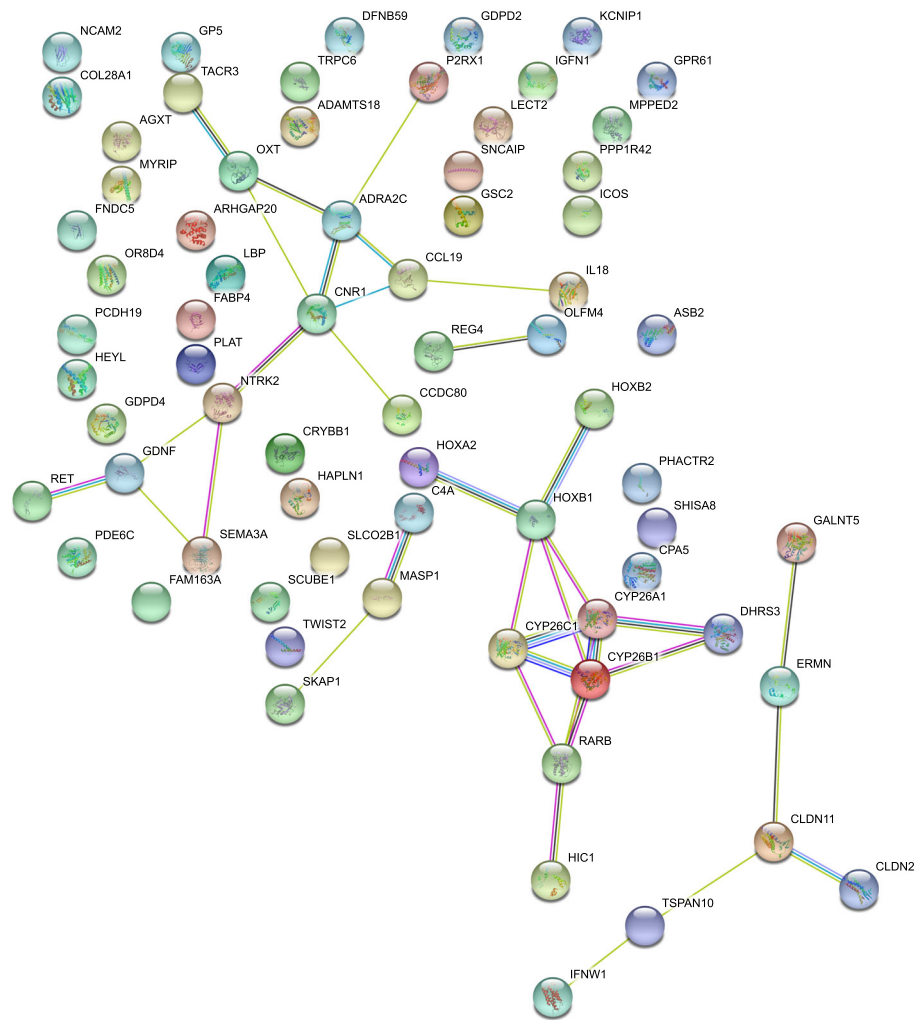 NCAM2
GP5
DFNB59
GDPD2
KCNIP1
COL28A1
TACR3
TRPC6
P2RX1
IGFN1
GPR61
AGXT
ADAMTS18
LECT2
MPPED2
MYRIP
OXT
SNCAIP
PPP1R42
FNDC5
ARHGAP20
ADRA2C
GSC2
ICOS
OR8D4
LBP
CCL19
IL18
PCDH19
FABP4
CNR1
OLFM4
ASB2
HEYL
PLAT
REG4
GDPD4
NTRK2
CCDC80
HOXB2
GDNF
CRYBB1
HOXA2
PHACTR2
RET
HAPLN1
C4A
HOXB1
SHISA8
GALNT5
PDE6C
SEMA3A
SLCO2B1
CPA5
FAM163A
SCUBE1
MASP1
CYP26A1
DHRS3
TWIST2
CYP26C1
CYP26B1
ERMN
SKAP1
RARB
CLDN11
HIC1
CLDN2
TSPAN10
IFNW1